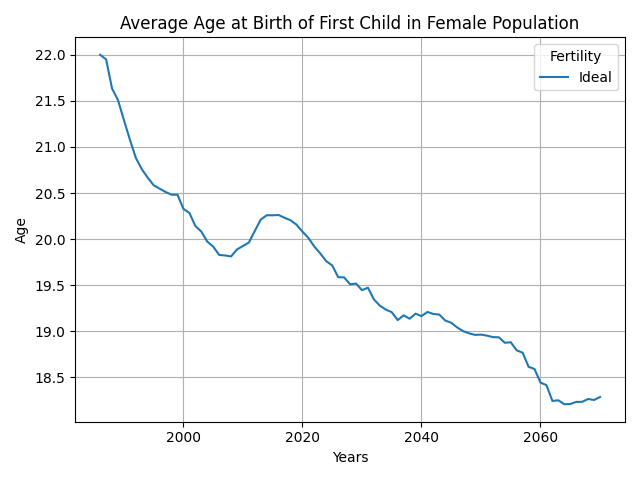 Average Age at Birth of First Child in Female Population
Fertility
Ideal
22.0
21.5
21.0
20.5
20.0
19.5
19.0
18.5
Age
2000 2020 2040 2060
Years